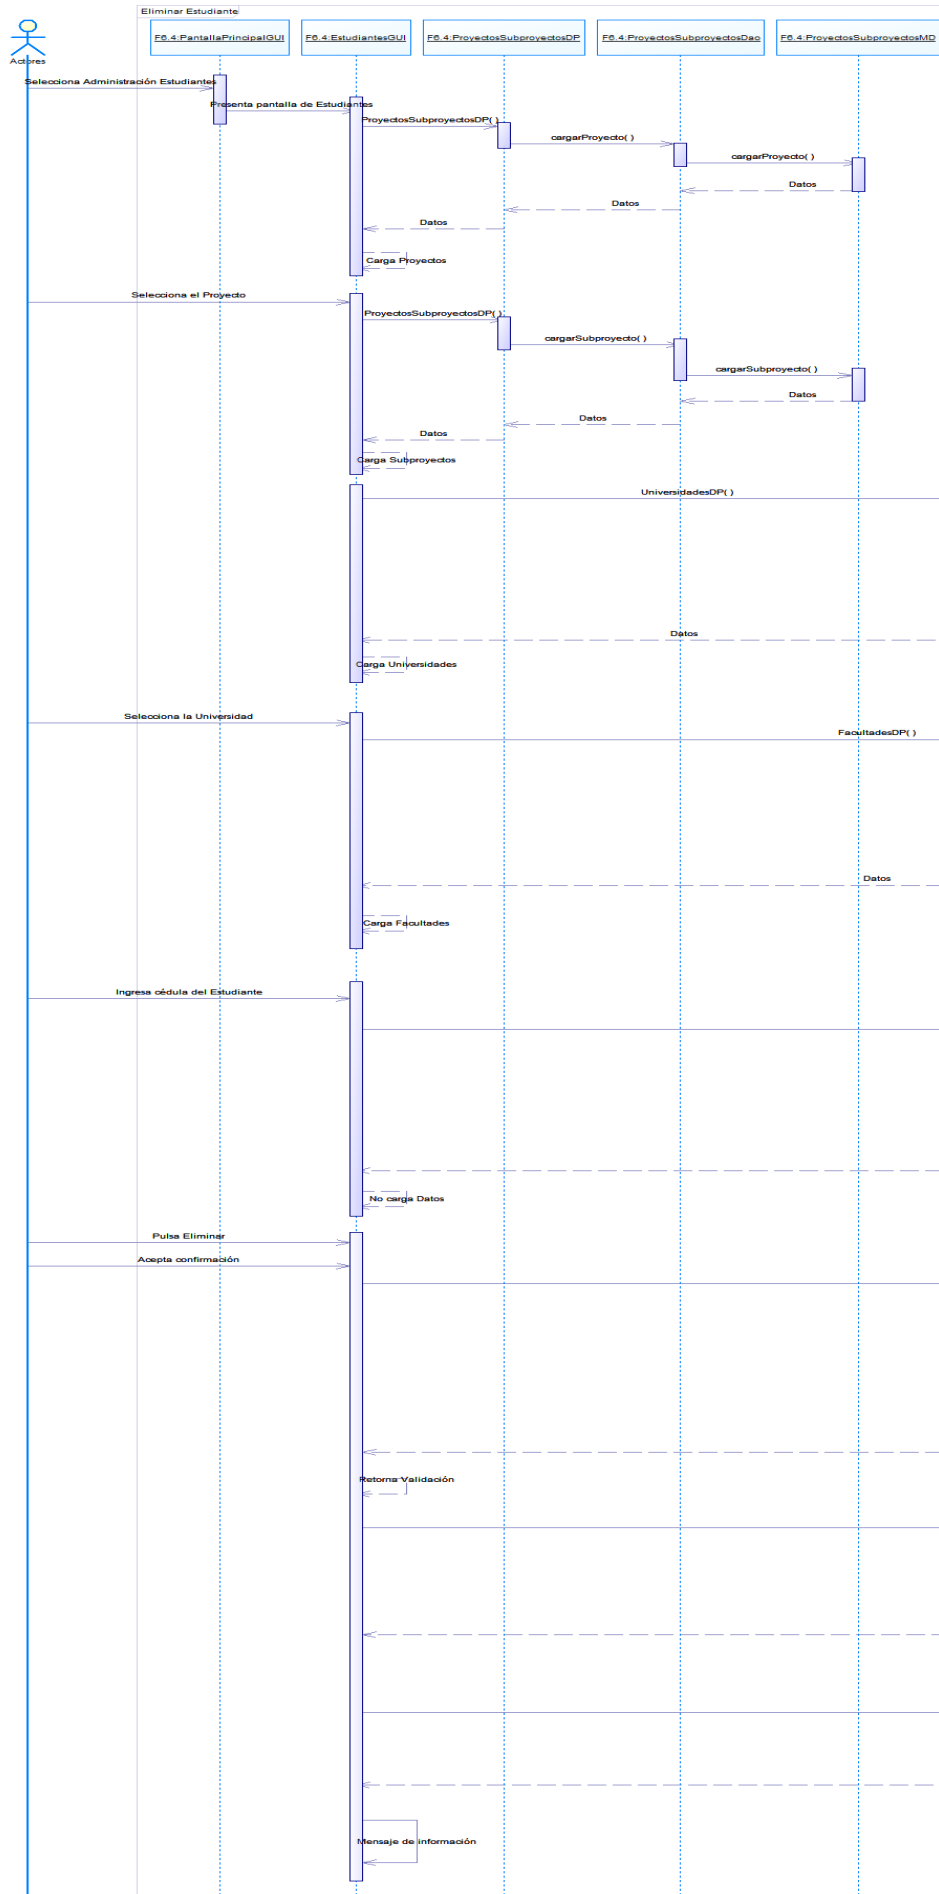 Eliminar Estudiante
F6.4:PantallaPrincipalGUI
F6.4:EstudiantesGUI
F6.4:ProyectosSubproyectosDP
F6.4:ProyectosSubproyectosDao
F6.4:ProyectosSubproyectosMD
Actores
Selecciona Administración Estudiantes
Presenta pantalla de Estudiantes
ProyectosSubproyectosDP( )
cargarProyecto( )
cargarProyecto( )
Datos
Datos
Datos
Carga Proyectos
Selecciona el Proyecto
ProyectosSubproyectosDP( )
cargarSubproyecto( )
cargarSubproyecto( )
Datos
Datos
Datos
Carga Subproyectos
UniversidadesDP( )
Datos
Carga Universidades
Selecciona la Universidad
FacultadesDP( )
Datos
Carga Facultades
Ingresa cédula del Estudiante
No carga Datos
Pulsa Eliminar
Acepta confirmación
Retorna Validación
Mensaje de información